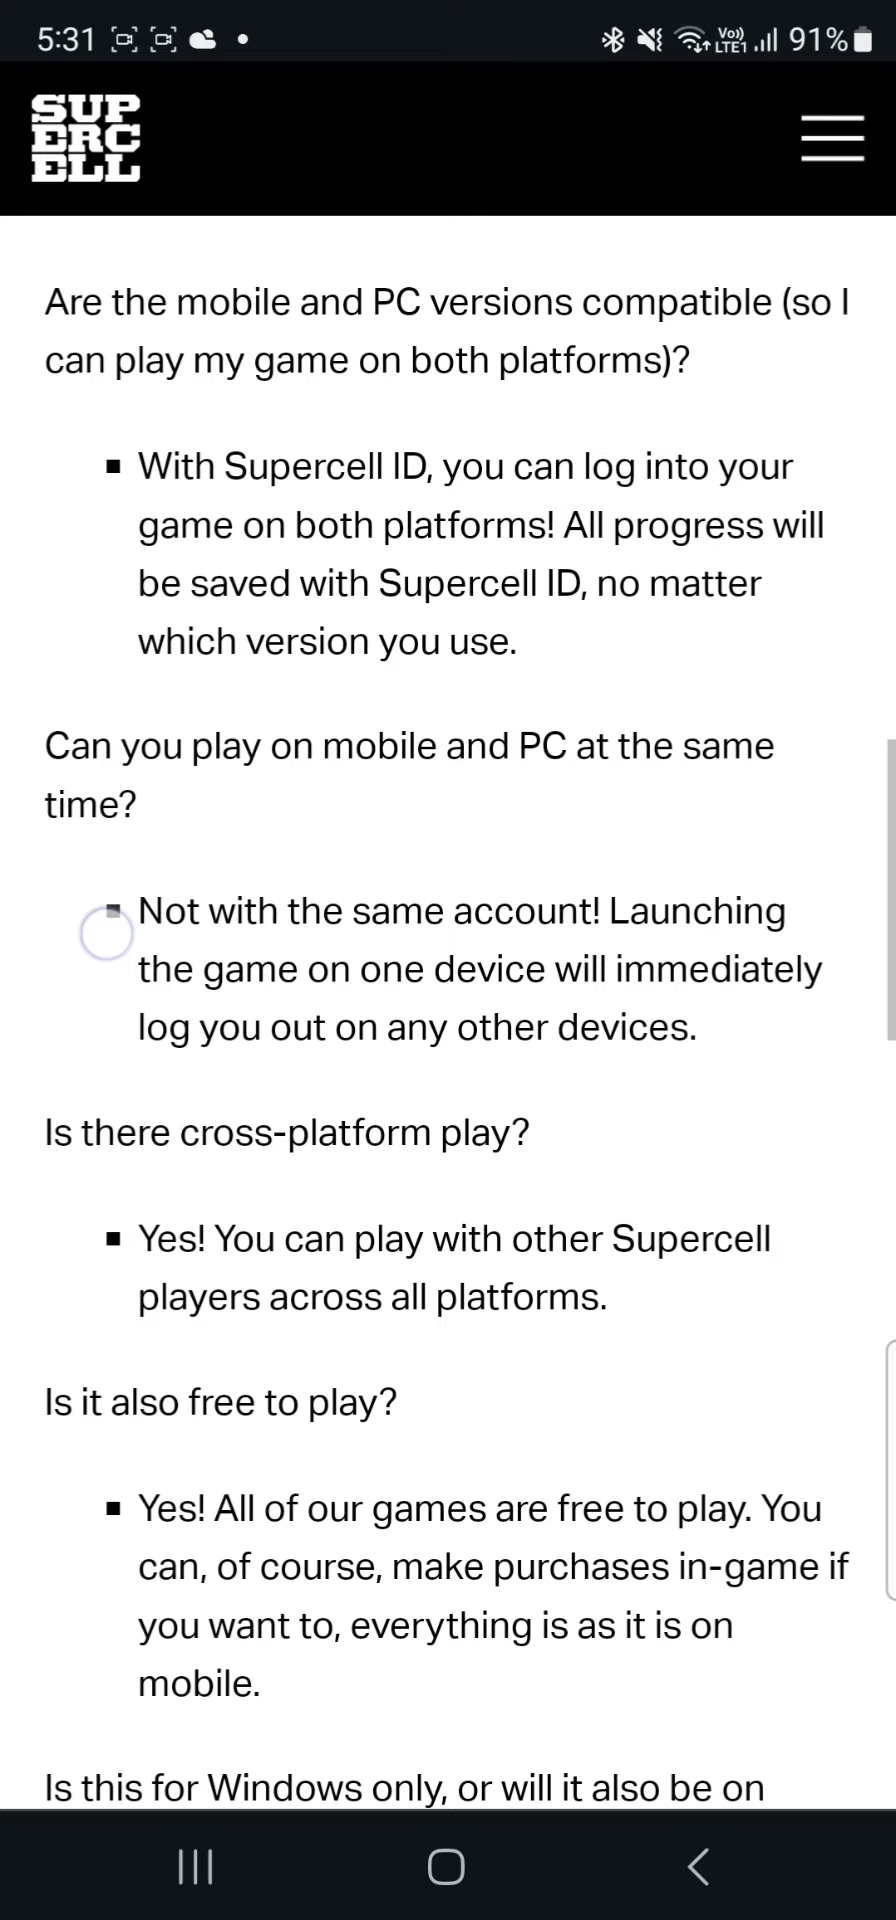 5:31 Vo)) LTE1 91%
SUP
ERC
ELL
Are the mobile and PC versions compatible (so I
can play my game on both platforms)?
▪ With Supercell ID, you can log into your
game on both platforms! All progress will
be saved with Supercell ID, no matter
which version you use.
Can you play on mobile and PC at the same
time?
▪ Not with the same account! Launching
the game on one device will immediately
log you out on any other devices.
Is there cross-platform play?
▪ Yes! You can play with other Supercell
players across all platforms.
Is it also free to play?
▪ Yes! All of our games are free to play. You
can, of course, make purchases in-game if
you want to, everything is as it is on
mobile.
Is this for Windows only, or will it also be on